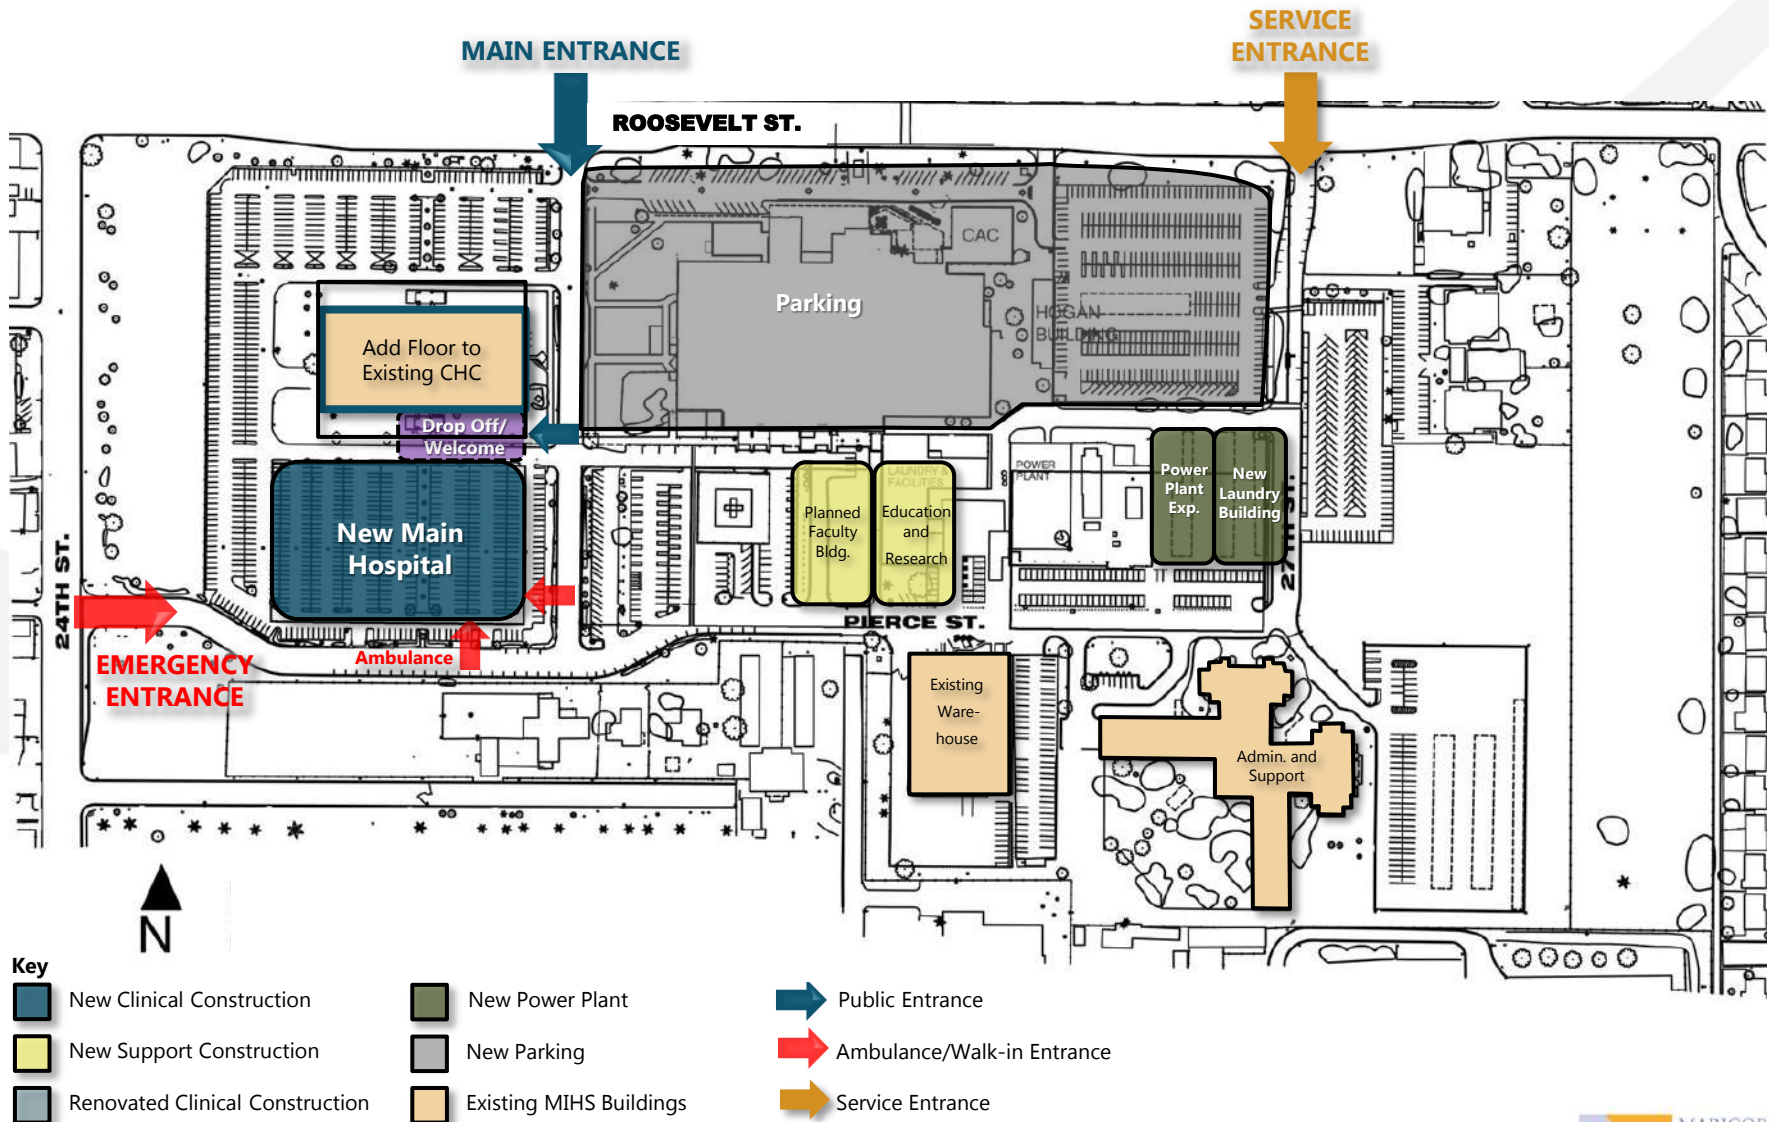 MAIN ENTRANCE
SERVICE
ENTRANCE
ROOSEVELT ST.
CAC
Parking
HOGAN
BUILDING
Add Floor to
Existing CHC
Drop Off/
Welcome
New Main
Hospital
Planned
Faculty
Bldg.
LAUNDRY &
FACILITIES
Education
and
Research
POWER
PLANT
Power
Plant
Exp.
New
Laundry
Building
27TH ST.
24TH ST.
PIERCE ST.
EMERGENCY
ENTRANCE
Ambulance
Existing
Ware-
house
Admin. and
Support
N
Key
New Clinical Construction
New Support Construction
Renovated Clinical Construction
New Power Plant
New Parking
Existing MIHS Buildings
Public Entrance
Ambulance/Walk-in Entrance
Service Entrance